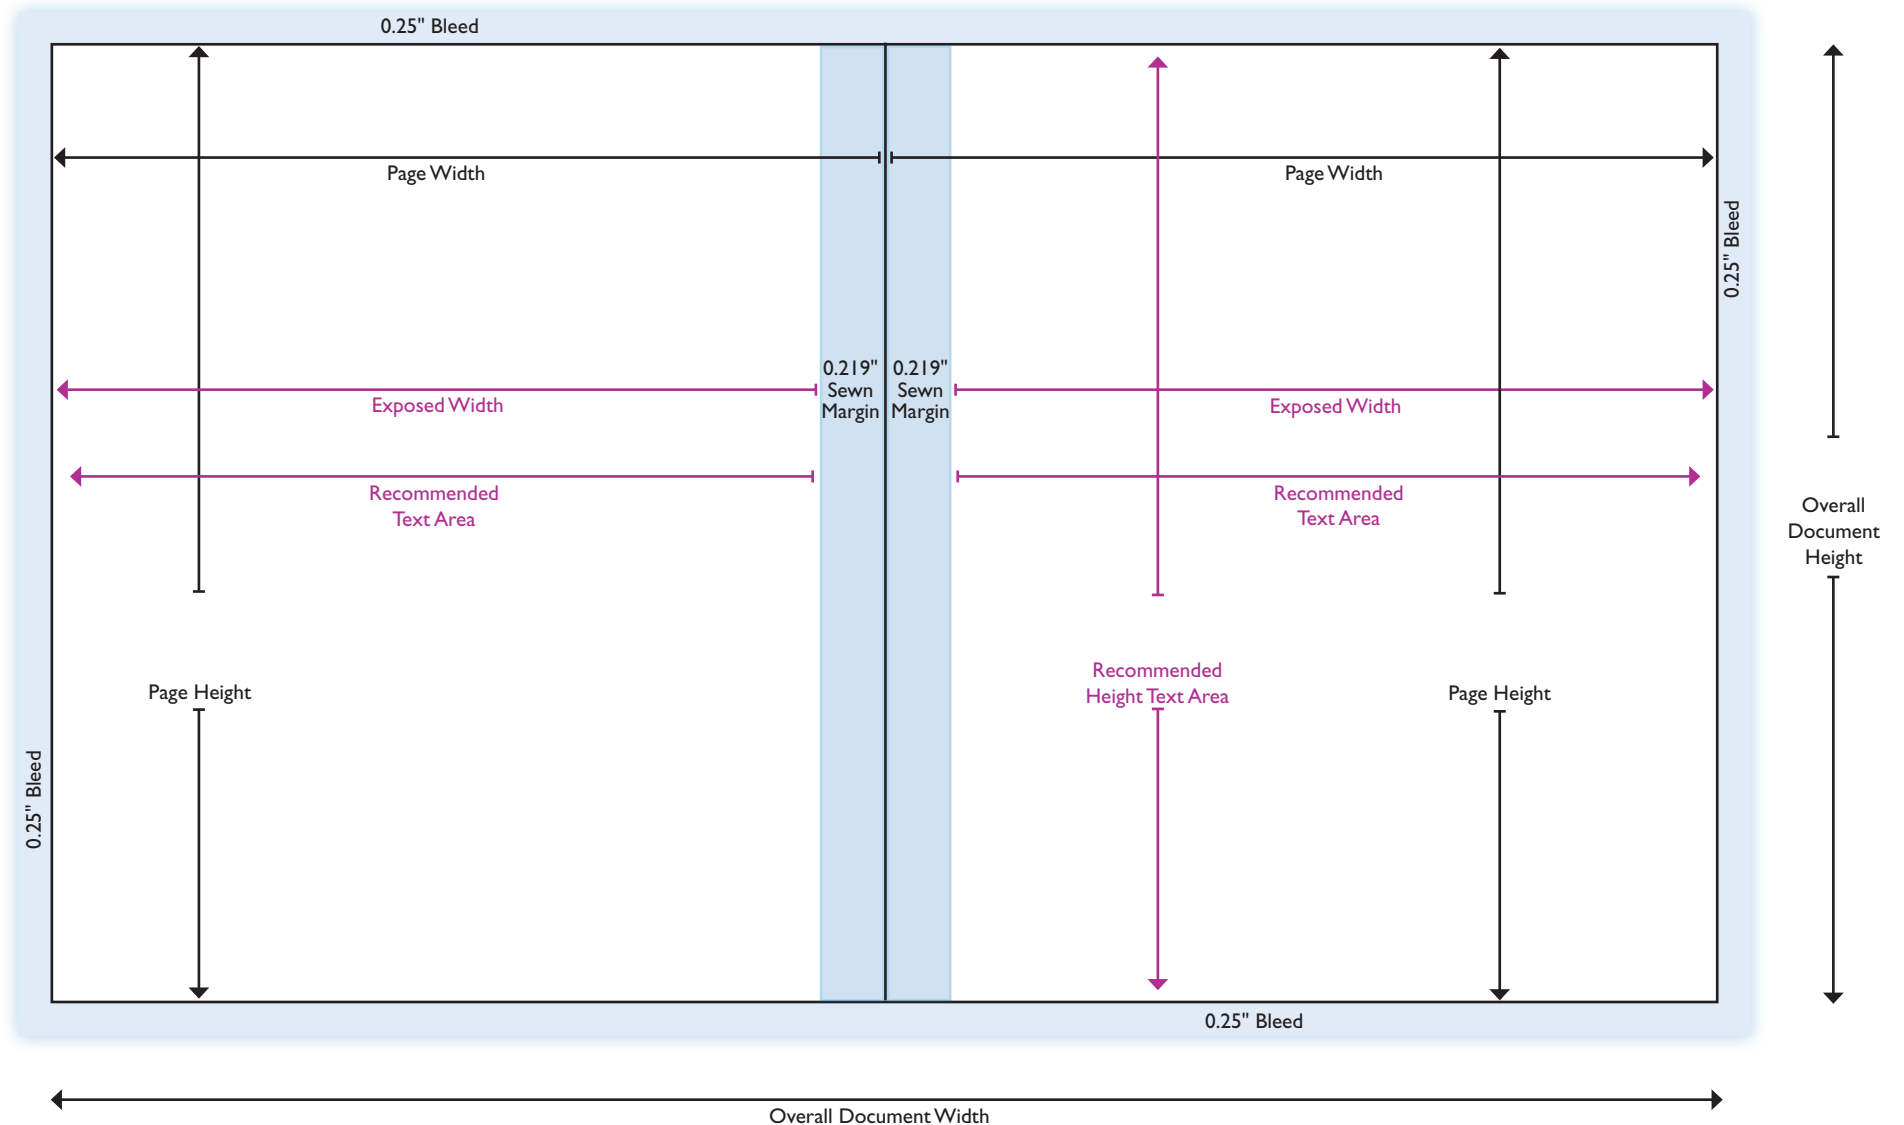 0.25" Bleed
Page Width
Page Width
0.25" Bleed
0.219"
Sewn
Margin
0.219"
Sewn
Margin
Exposed Width
Exposed Width
Recommended
Text Area
Recommended
Text Area
Overall
Document
Height
Recommended
Height Text Area
Page Height
Page Height
0.25" Bleed
0.25" Bleed
Overall Document Width